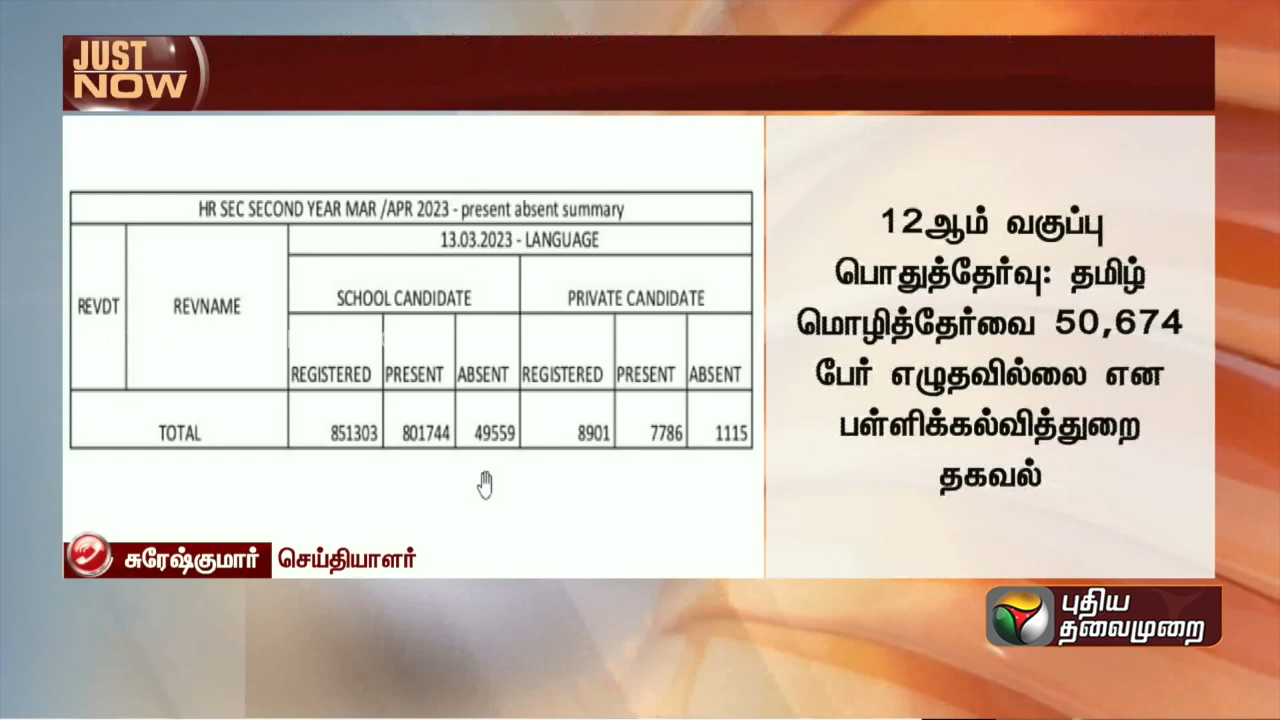 JUST
NOW
HR SEC SECOND YEAR MAR /APR 2023 - present absent summary
13.03.2023 - LANGUAGE
REVDT REVNAME SCHOOL CANDIDATE PRIVATE CANDIDATE
REGISTERED PRESENT ABSENT REGISTERED PRESENT ABSENT
TOTAL 851303 801744 49559 8901 7786 1115
12ஆம் வகுப்பு
பொதுத்தேர்வு: தமிழ்
மொழித்தேர்வை 50,674
பேர் எழுதவில்லை என
பள்ளிக்கல்வித்துறை
தகவல்
சுரேஷ்குமார் செய்தியாளர்
புதிய
தலைமுறை